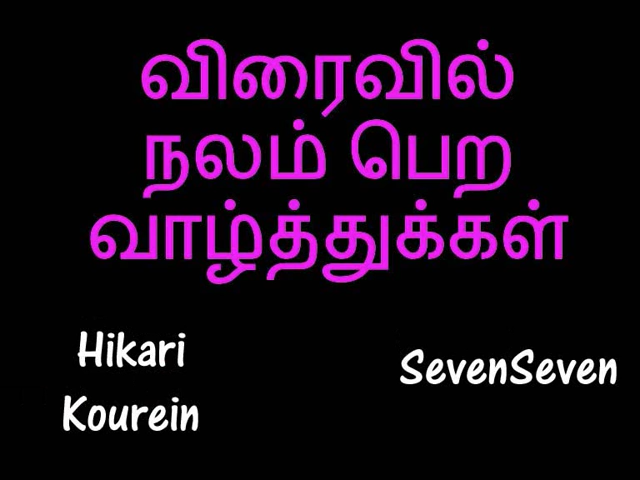 விரைவில்
நலம் பெற
வாழ்த்துக்கள்
Hikari
Kourein
SevenSeven